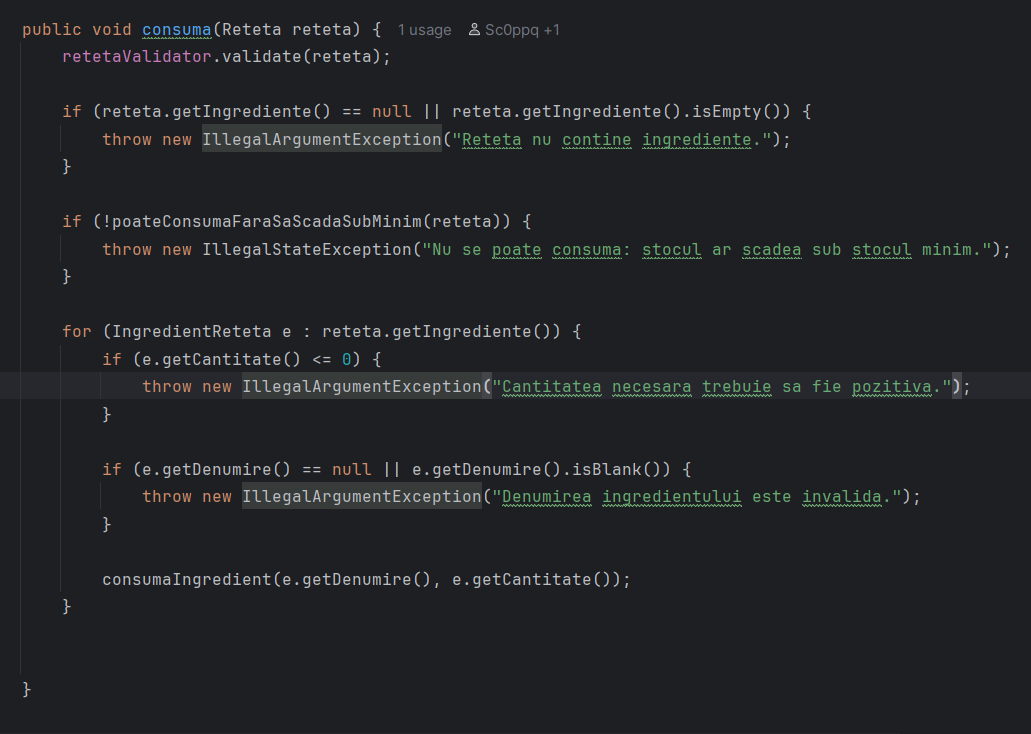 public void consuma(Reteta reteta) { 1 usage Sc0ppq +1
retetaValidator.validate(reteta);
if (reteta.getIngrediente() == null || reteta.getIngrediente().isEmpty()) {
throw new IllegalArgumentException("Reteta nu contine ingrediente.");
}
if (!poateConsumaFaraSaScadaSubMinim(reteta)) {
throw new IllegalStateException("Nu se poate consuma: stocul ar scadea sub stocul minim.");
}
for (IngredientReteta e : reteta.getIngrediente()) {
if (e.getCantitate() <= 0) {
throw new IllegalArgumentException("Cantitatea necesara trebuie sa fie pozitiva.");
}
if (e.getDenumire() == null || e.getDenumire().isBlank()) {
throw new IllegalArgumentException("Denumirea ingredientului este invalida.");
}
consumaIngredient(e.getDenumire(), e.getCantitate());
}
}